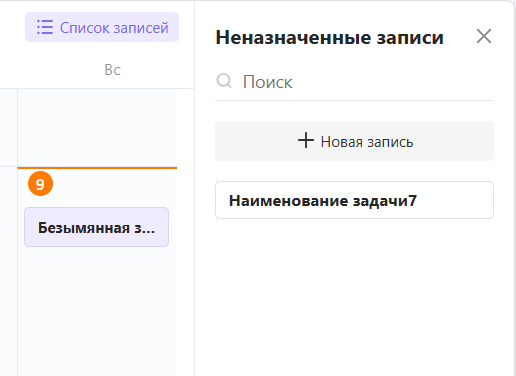 Список записей
Вс
9
Безымянная з...
Неназначенные записи
Поиск
Новая запись
Наименование задачи7